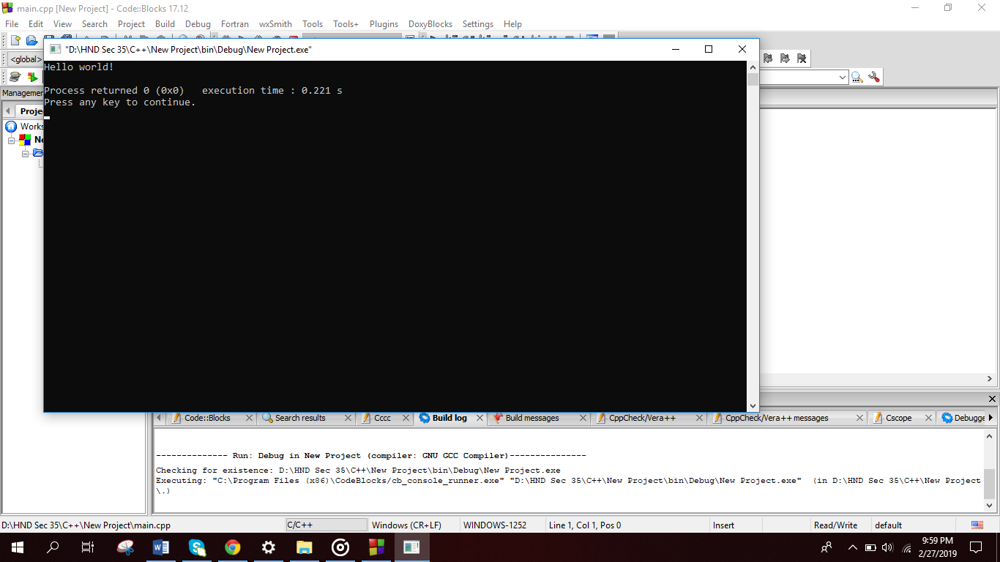 main.cpp [New Project] - Code::Blocks 17.12
File Edit View Search Project Build Debug Fortran wxSmith Tools Tools+ Plugins DoxyBlocks Settings Help
"D:\HND Sec 35\C++\New Project\bin\Debug\New Project.exe"
<global>
Hello world!
Process returned 0 (0x0)   execution time : 0.221 s
Press any key to continue.
Code::Blocks Search results Cccc Build log Build messages CppCheck/Vera++ CppCheck/Vera++ messages Cscope
-------------- Run: Debug in New Project (compiler: GNU GCC Compiler)---------------
Checking for existence: D:\HND Sec 35\C++\New Project\bin\Debug\New Project.exe
Executing: "C:\Program Files (x86)\CodeBlocks/cb_console_runner.exe" "D:\HND Sec 35\C++\New Project\bin\Debug\New Project.exe"  (in D:\HND Sec 35\C++\New Project
\.)
D:\HND Sec 35\C++\New Project\main.cpp C/C++ Windows (CR+LF) WINDOWS-1252 Line 1, Col 1, Pos 0 Insert Read/Write default
9:59 PM
2/27/2019